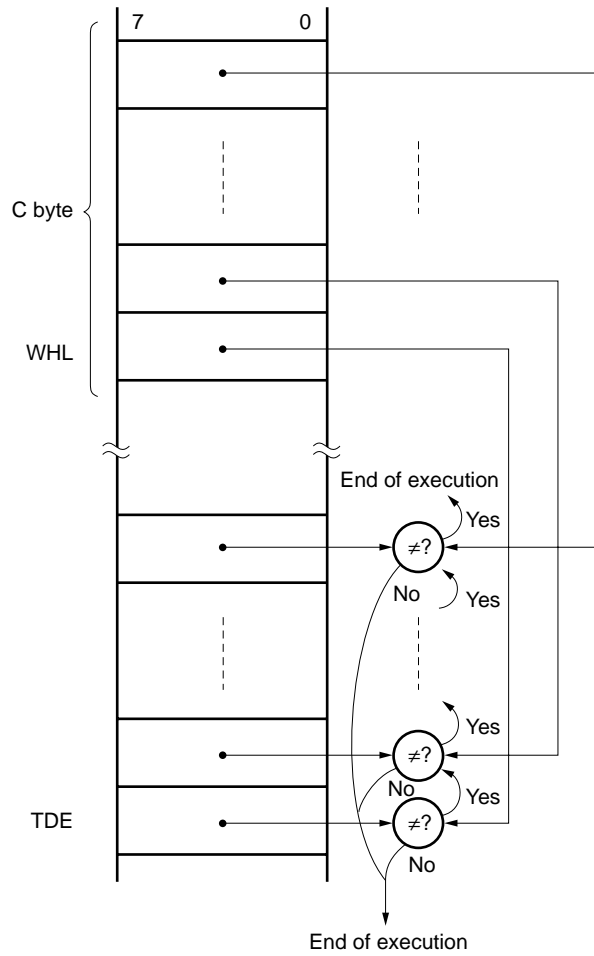 7 0
C byte
WHL
End of execution
Yes
≠?
No
Yes
Yes
≠?
No
Yes
TDE
≠?
No
End of execution